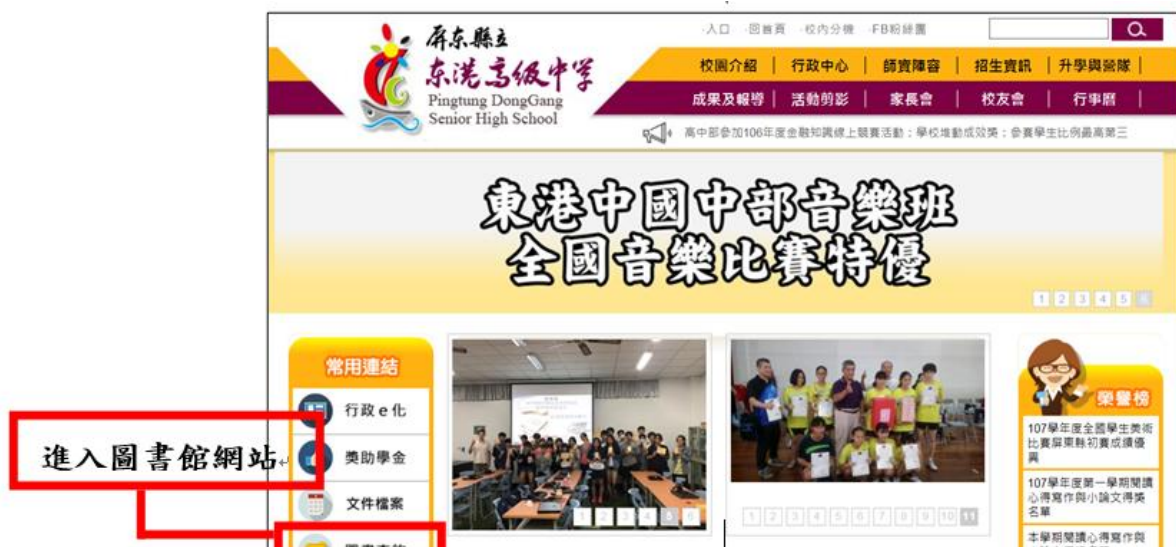 ·入口 ·回首頁 ·校內分機 ·FB粉絲團
屏东縣立
东港高级中学
Pingtung DongGang
Senior High School
校園介紹 | 行政中心 | 師資陣容 | 招生資訊 | 升學與營隊 |
成果及報導 | 活動剪影 | 家長會 | 校友會 | 行事曆 |
高中部參加106年度金融知識線上競賽活動；學校推動成效獎；參賽學生比例最高第三
東港中國中部音樂班
全國音樂比賽特優
1 2 3 4 5 6
常用連結
行政e化
獎助學金
文件檔案
進入圖書館網站
1 2 3 4 5 6
1 2 3 4 5 6 7 8 9 10 11
榮譽榜
107學年度全國學生美術
比賽屏東縣初賽成績優
異
107學年度第一學期閱讀
心得寫作與小論文得獎
名單
本學期閱讀心得寫作與